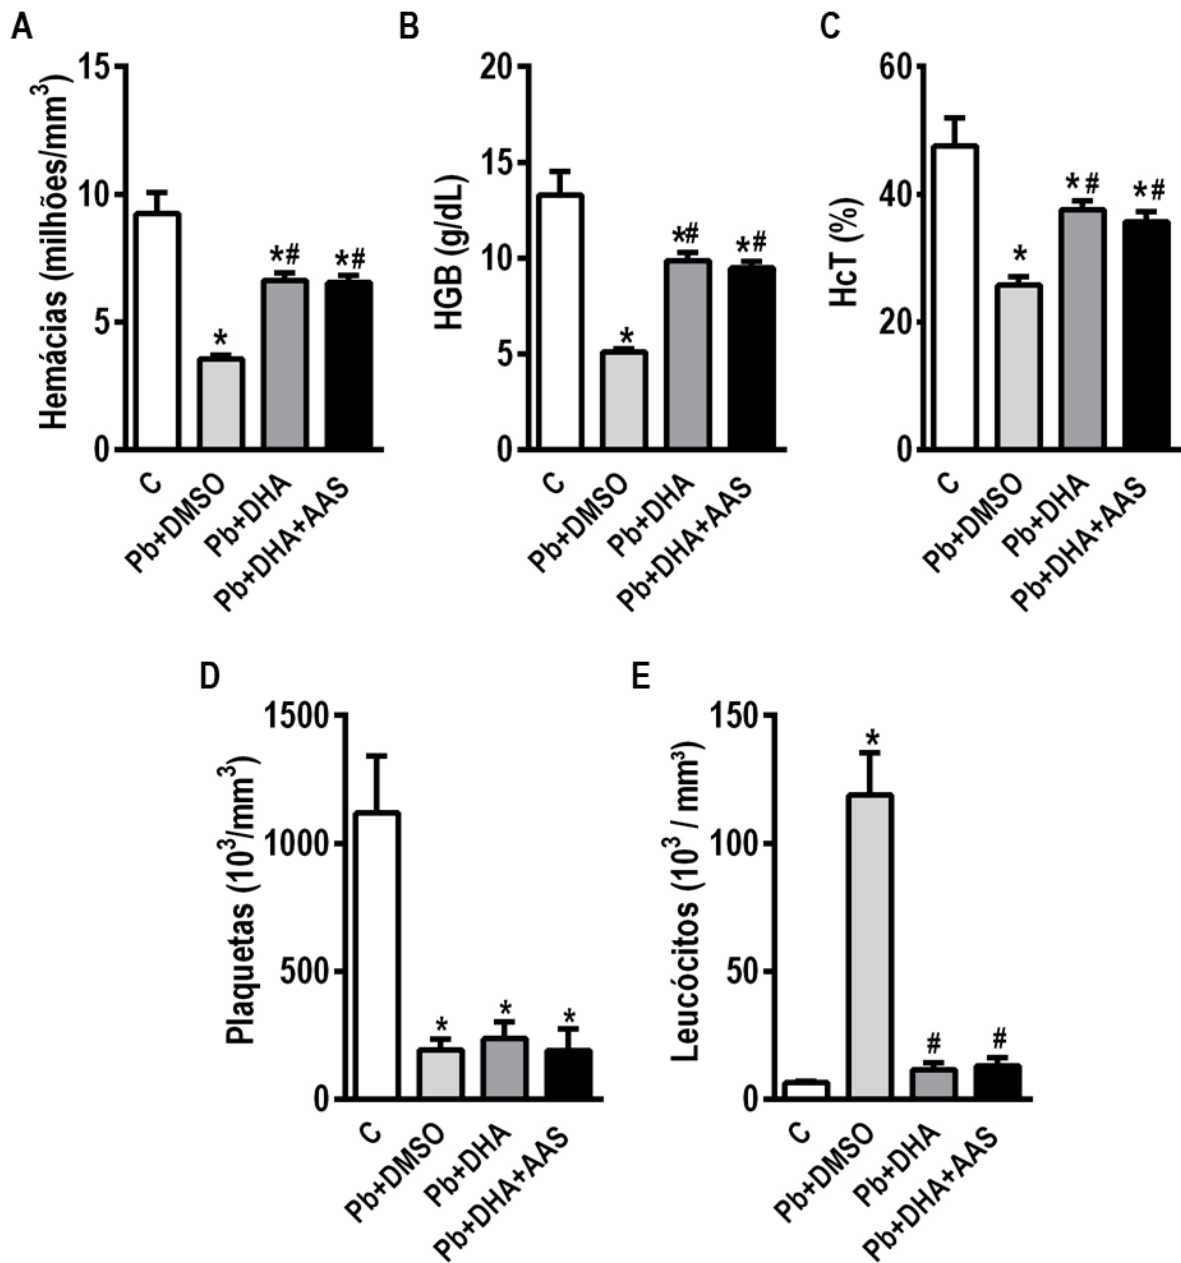 A
Hemácias (milhões/mm³)
15
10
5
0
*
*#
*#
C
Pb+DMSO
Pb+DHA
Pb+DHA+AAS
B
HGB (g/dL)
20
15
10
5
0
*
*#
*#
C
Pb+DMSO
Pb+DHA
Pb+DHA+AAS
C
HcT (%)
60
40
20
0
*
*#
*#
C
Pb+DMSO
Pb+DHA
Pb+DHA+AAS
D
Plaquetas (10³/mm³)
1500
1000
500
0
*
*
*
C
Pb+DMSO
Pb+DHA
Pb+DHA+AAS
E
Leucócitos (10³ / mm³)
150
100
50
0
*
#
#
C
Pb+DMSO
Pb+DHA
Pb+DHA+AAS